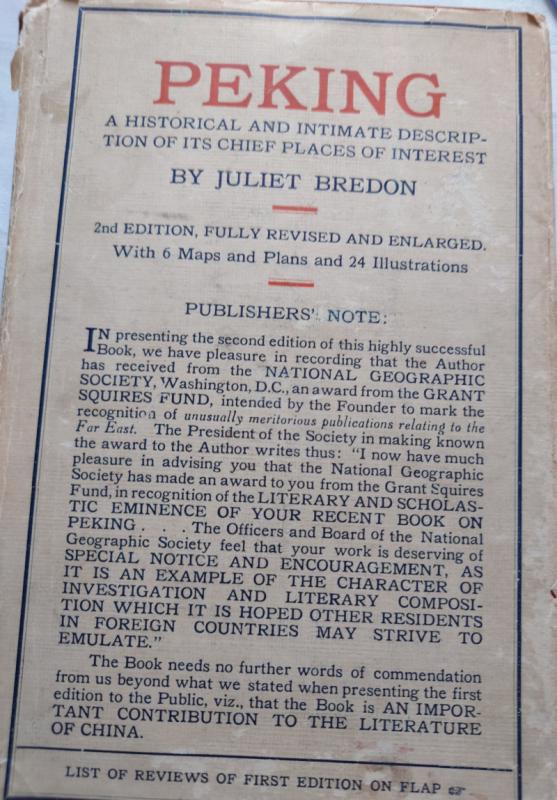 PEKING
A HISTORICAL AND INTIMATE DESCRIP-
TION OF ITS CHIEF PLACES OF INTEREST
BY JULIET BREDON
2nd EDITION, FULLY REVISED AND ENLARGED.
With 6 Maps and Plans and 24 Illustrations
PUBLISHERS' NOTE:
IN presenting the second edition of this highly successful
Book, we have pleasure in recording that the Author
has received from the NATIONAL GEOGRAPHIC
SOCIETY, Washington, D.C., an award from the GRANT
SQUIRES FUND, intended by the Founder to mark the
recognition of unusually meritorious publications relating to the
Far East. The President of the Society in making known
the award to the Author writes thus: "I now have much
pleasure in advising you that the National Geographic
Society has made an award to you from the Grant Squires
Fund, in recognition of the LITERARY AND SCHOLAS-
TIC EMINENCE OF YOUR RECENT BOOK ON
PEKING . . . The Officers and Board of the National
Geographic Society feel that your work is deserving of
SPECIAL NOTICE AND ENCOURAGEMENT, AS
IT IS AN EXAMPLE OF THE CHARACTER OF
INVESTIGATION AND LITERARY COMPOSI-
TION WHICH IT IS HOPED OTHER RESIDENTS
IN FOREIGN COUNTRIES MAY STRIVE TO
EMULATE."
The Book needs no further words of commendation
from us beyond what we stated when presenting the first
edition to the Public, viz., that the Book is AN IMPOR-
TANT CONTRIBUTION TO THE LITERATURE
OF CHINA.
LIST OF REVIEWS OF FIRST EDITION ON FLAP ☞